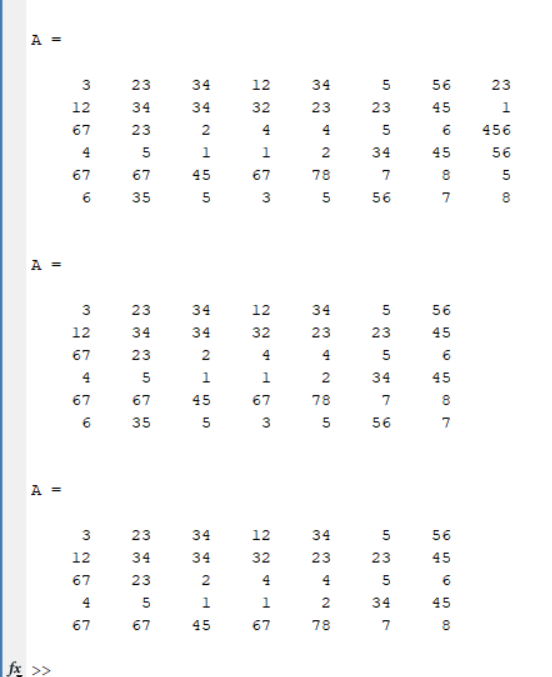 A =
3 23 34 12 34 5 56 23
12 34 34 32 23 23 45 1
67 23 2 4 4 5 6 456
4 5 1 1 2 34 45 56
67 67 45 67 78 7 8 5
6 35 5 3 5 56 7 8
A =
3 23 34 12 34 5 56
12 34 34 32 23 23 45
67 23 2 4 4 5 6
4 5 1 1 2 34 45
67 67 45 67 78 7 8
6 35 5 3 5 56 7
A =
3 23 34 12 34 5 56
12 34 34 32 23 23 45
67 23 2 4 4 5 6
4 5 1 1 2 34 45
67 67 45 67 78 7 8
fx >>